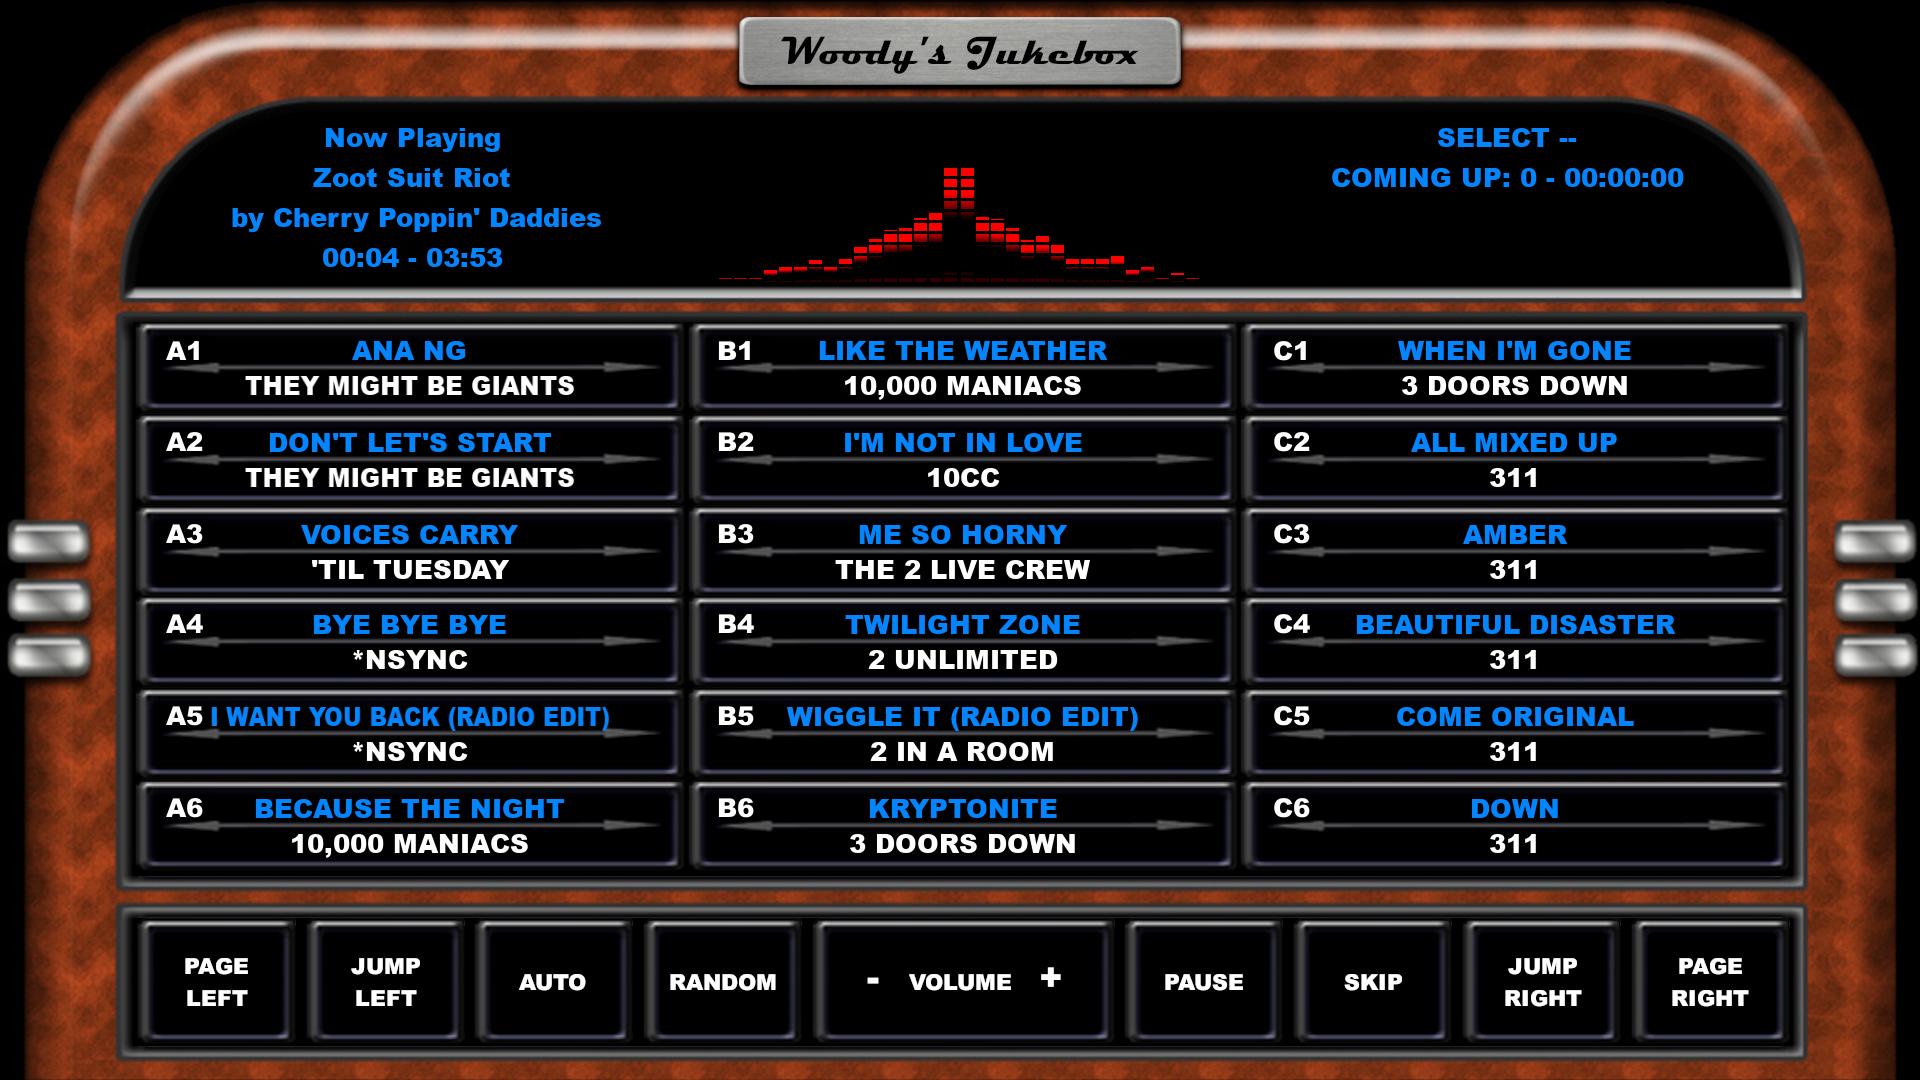 Woody's Jukebox
Now Playing
Zoot Suit Riot
by Cherry Poppin' Daddies
00:04 - 03:53
SELECT --
COMING UP: 0 - 00:00:00
A1 ANA NG
THEY MIGHT BE GIANTS
A2 DON'T LET'S START
THEY MIGHT BE GIANTS
A3 VOICES CARRY
'TIL TUESDAY
A4 BYE BYE BYE
*NSYNC
A5 I WANT YOU BACK (RADIO EDIT)
*NSYNC
A6 BECAUSE THE NIGHT
10,000 MANIACS
B1 LIKE THE WEATHER
10,000 MANIACS
B2 I'M NOT IN LOVE
10CC
B3 ME SO HORNY
THE 2 LIVE CREW
B4 TWILIGHT ZONE
2 UNLIMITED
B5 WIGGLE IT (RADIO EDIT)
2 IN A ROOM
B6 KRYPTONITE
3 DOORS DOWN
C1 WHEN I'M GONE
3 DOORS DOWN
C2 ALL MIXED UP
311
C3 AMBER
311
C4 BEAUTIFUL DISASTER
311
C5 COME ORIGINAL
311
C6 DOWN
311
PAGE
LEFT
JUMP
LEFT
AUTO
RANDOM
- VOLUME +
PAUSE
SKIP
JUMP
RIGHT
PAGE
RIGHT